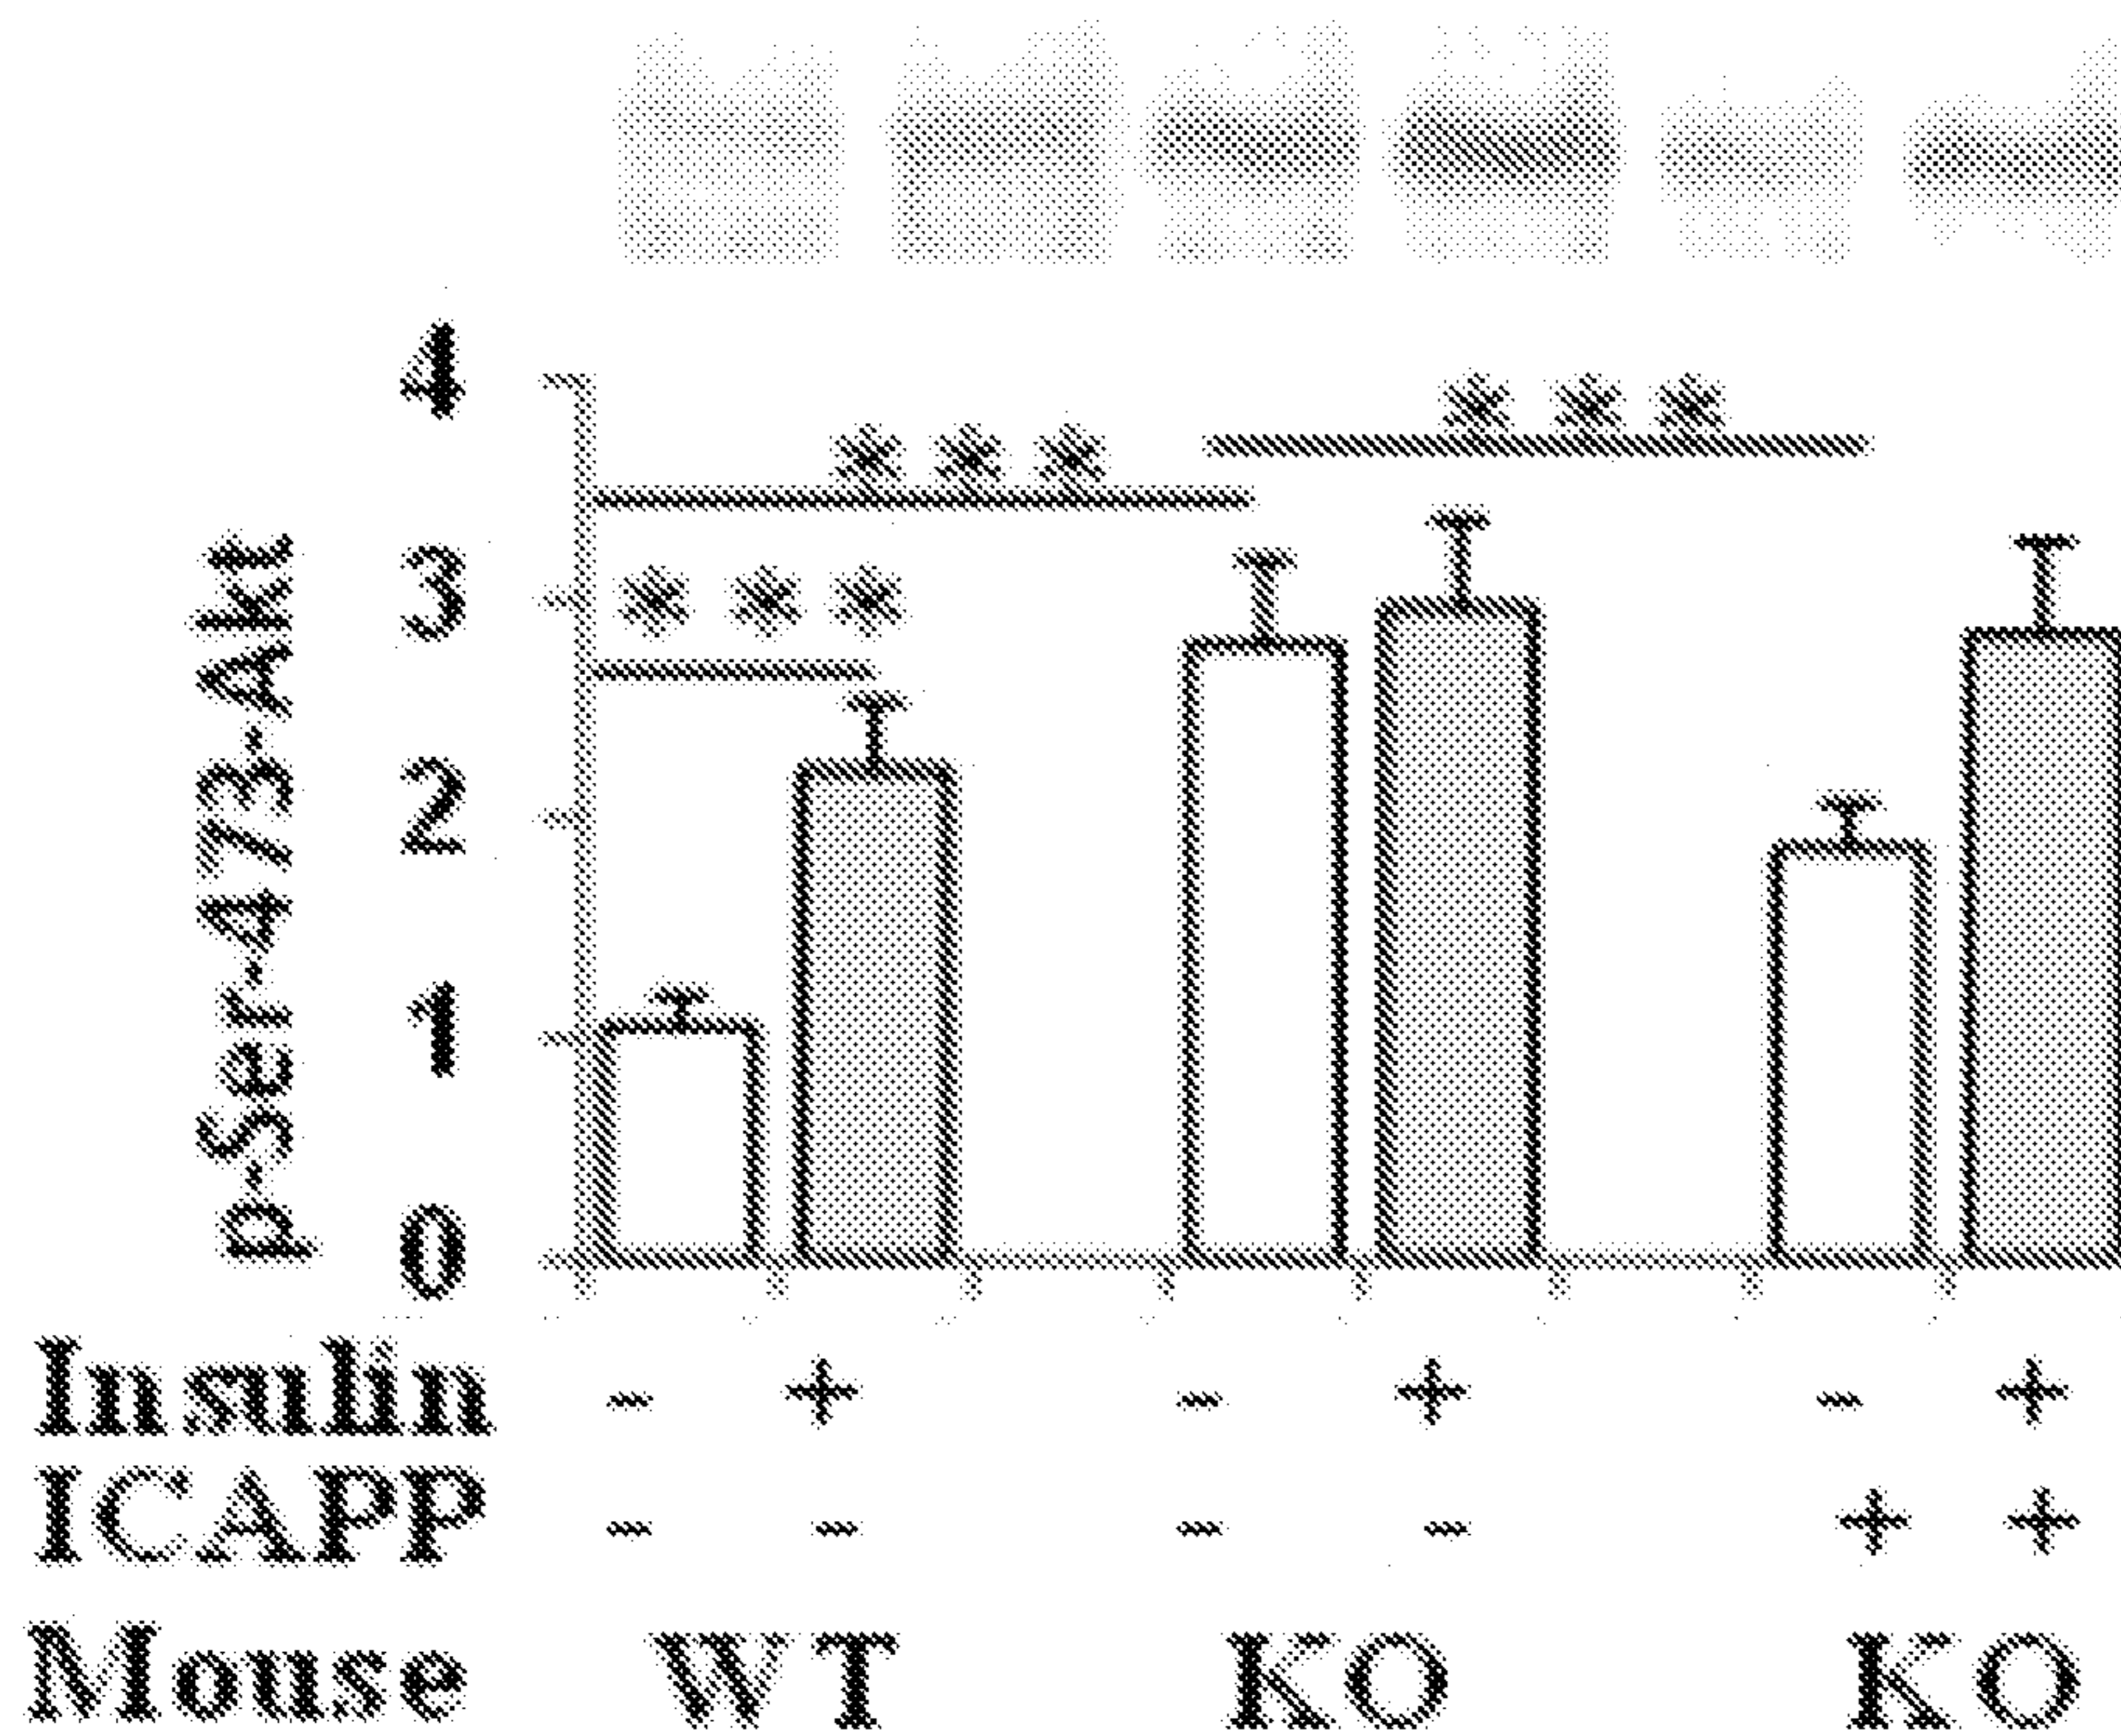 4
* * *
* * *
3
* * *
2
1
0
p-Ser-473-Akt
Insulin - + - + - +
ICAPP - - - - + +
Mouse WT KO KO